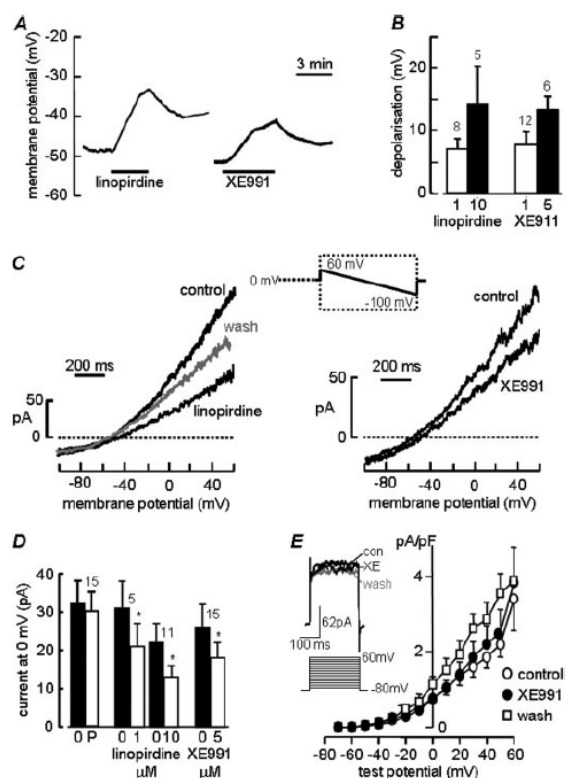 A
-20
-30
-40
-50
-60
membrane potential (mV)
3 min
linopirdine
XE991
B
20
10
0
depolarisation (mV)
8
5
12
6
1 10
1 5
linopirdine
XE911
C
control
wash
linopirdine
200 ms
50
pA
0
-80 -40 0 40
membrane potential (mV)
0 mV
60 mV
-100 mV
control
XE991
200 ms
50
pA
0
-80 -40 0 40
membrane potential (mV)
D
40
30
20
10
0
current at 0 mV (pA)
15
5
*
11
*
15
*
0 P
0 1
0 10
0 5
linopirdine
XE991
µM
µM
E
pA/pF
con
XE
wash
62pA
100 ms
60mV
-80mV
4
2
0
control
XE991
wash
-80 -60 -40 -20 0 20 40 60
test potential (mV)